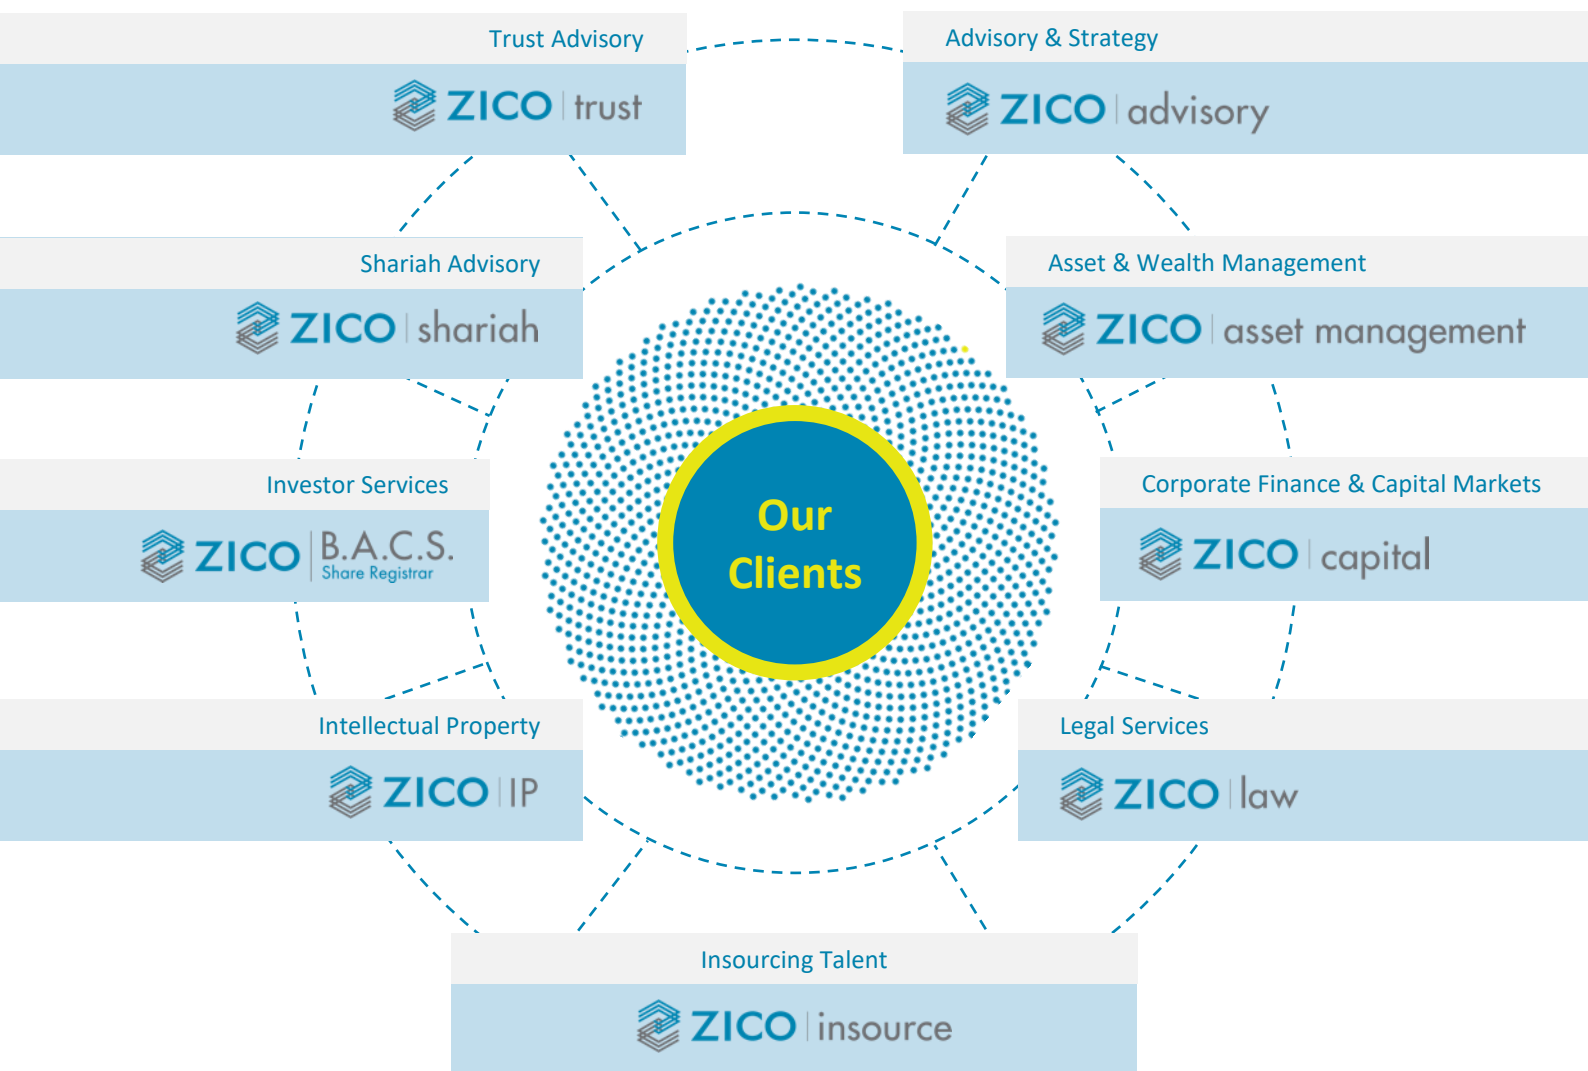 Trust Advisory
ZICO trust
Advisory & Strategy
ZICO advisory
Shariah Advisory
ZICO shariah
Asset & Wealth Management
ZICO asset management
Investor Services
ZICO B.A.C.S.
Share Registrar
Our
Clients
Corporate Finance & Capital Markets
ZICO capital
Intellectual Property
ZICO IP
Legal Services
ZICO law
Insourcing Talent
ZICO insource